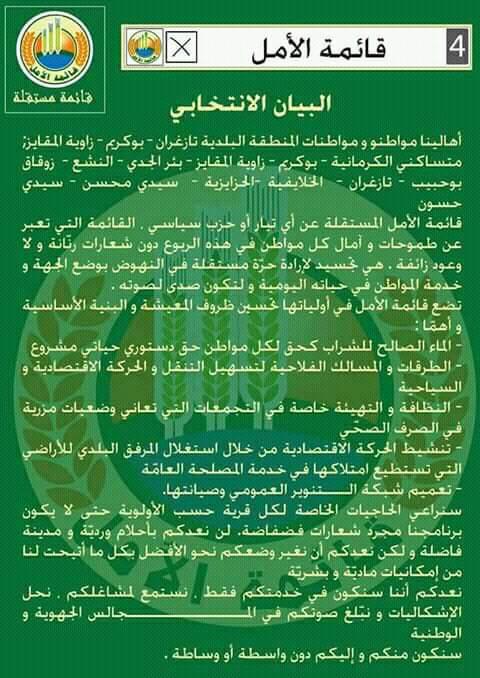 قائمة الأمل
قائمة مستقلة
قائمة الأمل
4
البيان الانتخابي
أهالينا مواطنو و مواطنات المنطقة البلدية تازغران - بوكريم - زاوية المقايز:
متساكني الكرمانية - بوكريم - زاوية المقايز - بئر الجدي - النشع - زوقاق
بوحبيب - تازغران - الخلايفية - الحزايزية - سيدي محسن - سيدي
حسون
قائمة الأمل المستقلة عن أي تيار أو حزب سياسي . القائمة التي تعبر
عن طموحات و آمال كل مواطن في هذه الربوع دون شعارات رنانة و لا
وعود زائفة . هي تجسيد لإرادة حرّة مستقلة في النهوض بوضع الجهة و
خدمة المواطن في حياته اليومية و لتكون صدى لصوته .
تضع قائمة الأمل في أولياتها تحسين ظروف المعيشة و البنية الأساسية
و أهمّا :
- الماء الصالح للشراب كحق لكل مواطن حق دستوري حياتي مشروع
- الطرقات و المسالك الفلاحية لتسهيل التنقل و الحركة الاقتصادية و
السياحية
- النظافة و التهيئة خاصة في التجمعات التي تعاني وضعيات مزرية
في الصرف الصحّي
- تنشيط الحركة الاقتصادية من خلال استغلال المرفق البلدي للأراضي
التي تستطيع امتلاكها في خدمة المصلحة العامّة
- تعميم شبكة الـــتنوير العمومي وصيانتها.
سنراعي الحاجيات الخاصة لكل قرية حسب الأولوية حتى لا يكون
برنامجنا مجرد شعارات فضفاضة. لن نعدكم بأحلام ورديّة و مدينة
فاضلة و لكن نعدكم أن نغير وضعكم نحو الأفضل بكل ما أتيحت لنا
من إمكانيات ماديّة و بشريّة
نعدكم أننا سنكون في خدمتكم فقط . نستمع لمشاغلكم . نحل
الإشكاليات و نبّلغ صوتكم في المـــــــــــجالس الجهوية و
الوطنية
سنكون منكم و إليكم دون واسطة أو وساطة .
قائمة الأمل